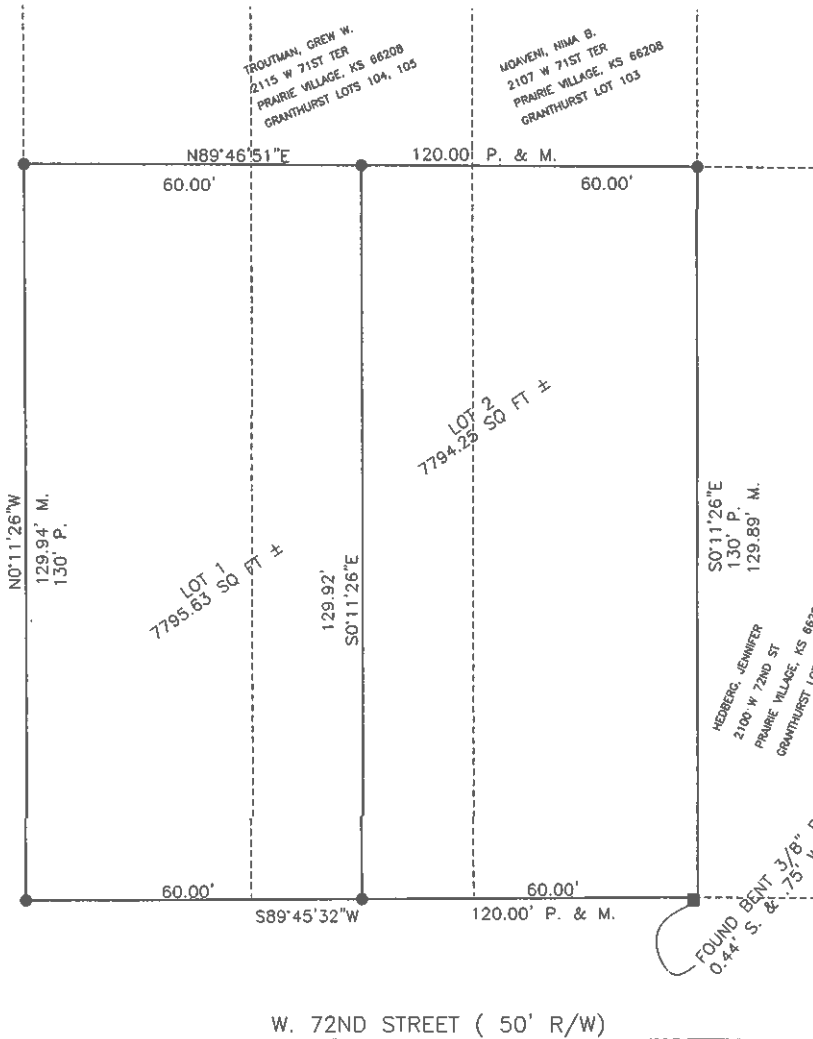 TROUTMAN, GREW W.
2115 W 71ST TER
PRAIRIE VILLAGE, KS 66208
GRANTHURST LOTS 104, 105
MOAVENI, NIMA B.
2107 W 71ST TER
PRAIRIE VILLAGE, KS 66208
GRANTHURST LOT 103
N89°46'51"E
120.00 P. & M.
60.00'
60.00'
LOT 2
7794.25 SQ FT ±
N0°11'26"W
129.94' M.
130' P.
LOT 1
7795.63 SQ FT ±
129.92'
S0°11'26"E
S0°11'26"E
130' P.
129.89' M.
HEDBERG, JENNIFER
2100 W 72ND ST
PRAIRIE VILLAGE, KS
GRANTHURST
60.00'
60.00'
S89°45'32"W
120.00' P. & M.
FOUND BENT 3/8"
0.44' S. & .75'
W. 72ND STREET ( 50' R/W)